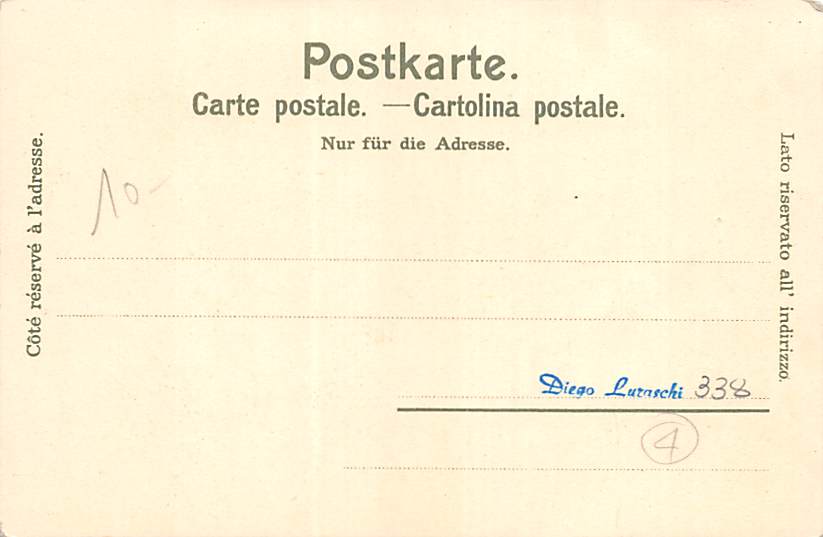 Postkarte.
Carte postale. — Cartolina postale.
Nur für die Adresse.
Côté réservé à l'adresse.
Lato riservato all' indirizzo.
10-
Diego Luraschi 338
4